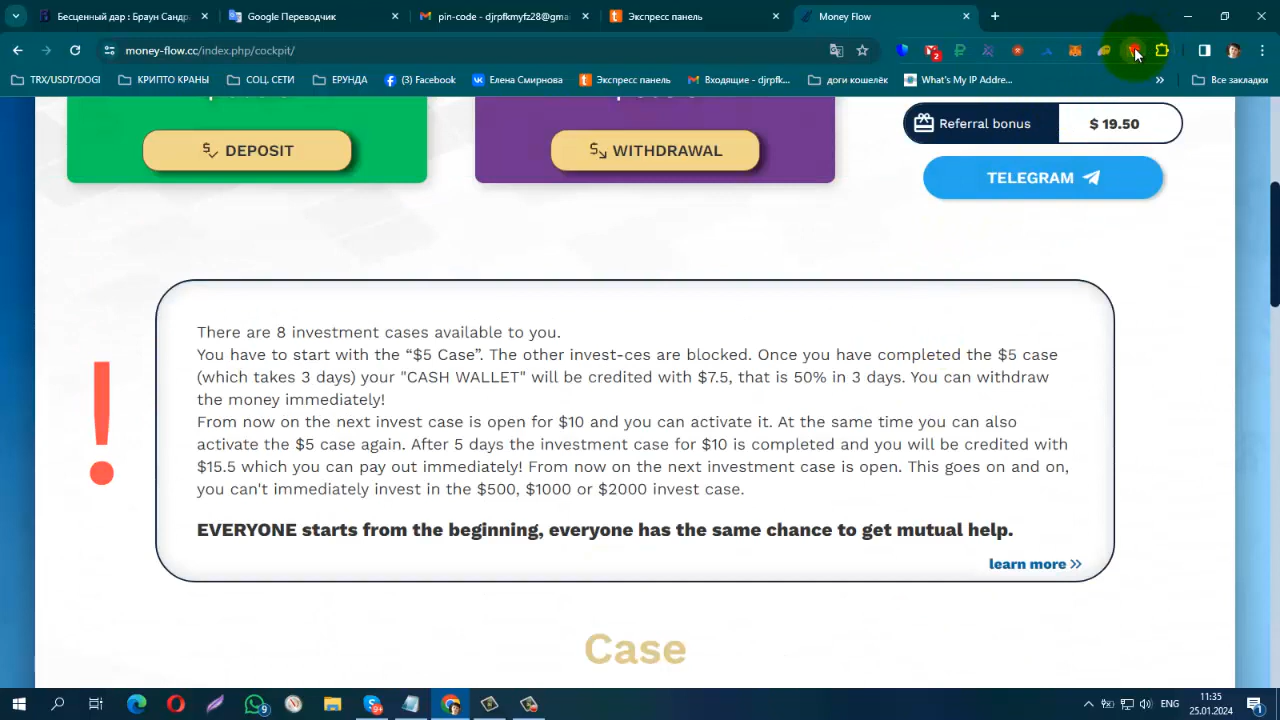 Бесценный дар : Браун Сандра
Google Переводчик
pin-code - djrpfkmyfz28@gmai
Экспресс панель
Money Flow
money-flow.cc/index.php/cockpit/
2
TRX/USDT/DOGI
КРИПТО КРАНЫ
СОЦ. СЕТИ
ЕРУНДА
(3) Facebook
Елена Смирнова
Экспресс панель
Входящие - djrpfk...
доги кошелёк
What's My IP Addre...
Все закладки
DEPOSIT
WITHDRAWAL
Referral bonus
$ 19.50
TELEGRAM
There are 8 investment cases available to you.
You have to start with the “$5 Case”. The other invest-ces are blocked. Once you have completed the $5 case
(which takes 3 days) your "CASH WALLET" will be credited with $7.5, that is 50% in 3 days. You can withdraw
the money immediately!
From now on the next invest case is open for $10 and you can activate it. At the same time you can also
activate the $5 case again. After 5 days the investment case for $10 is completed and you will be credited with
$15.5 which you can pay out immediately! From now on the next investment case is open. This goes on and on,
you can't immediately invest in the $500, $1000 or $2000 invest case.
EVERYONE starts from the beginning, everyone has the same chance to get mutual help.
learn more »
!
Case
9
9+
ENG
11:35
25.01.2024
1